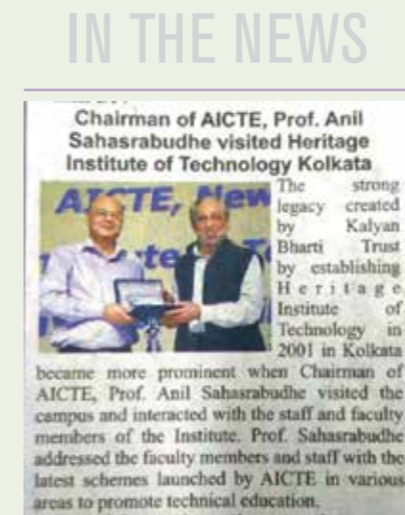 IN THE NEWS
Chairman of AICTE, Prof. Anil
Sahasrabudhe visited Heritage
Institute of Technology Kolkata
AICTE, New
The strong
legacy created
by Kalyan
Bharti Trust
by establishing
Heritage
Institute of
Technology in
2001 in Kolkata
became more prominent when Chairman of
AICTE, Prof. Anil Sahasrabudhe visited the
campus and interacted with the staff and faculty
members of the Institute. Prof. Sahasrabudhe
addressed the faculty members and staff with the
latest schemes launched by AICTE in various
areas to promote technical education.